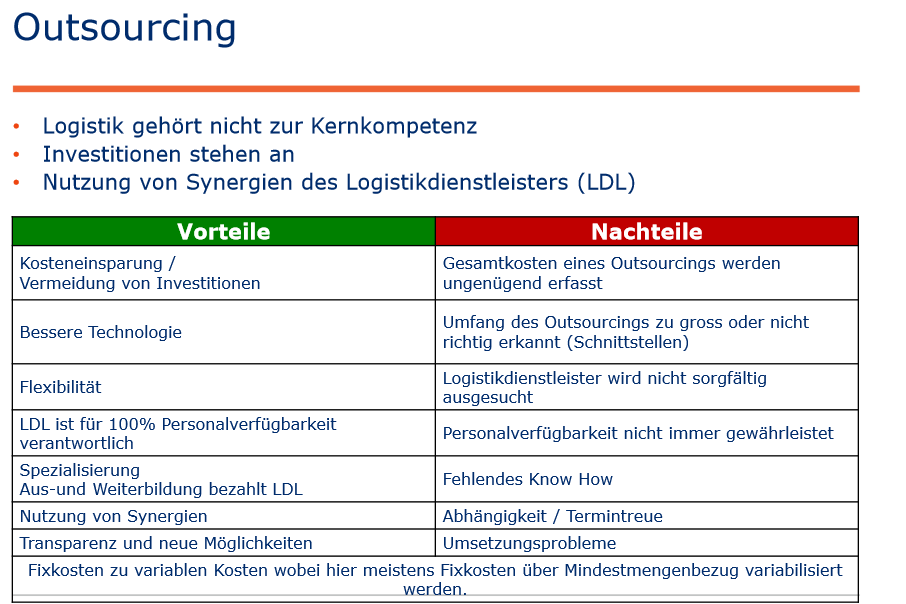 Outsourcing
• Logistik gehört nicht zur Kernkompetenz
• Investitionen stehen an
• Nutzung von Synergien des Logistikdienstleisters (LDL)
Vorteile
Nachteile
Kosteneinsparung /
Vermeidung von Investitionen
Gesamtkosten eines Outsourcings werden
ungenügend erfasst
Bessere Technologie
Umfang des Outsourcings zu gross oder nicht
richtig erkannt (Schnittstellen)
Flexibilität
Logistikdienstleister wird nicht sorgfältig
ausgesucht
LDL ist für 100% Personalverfügbarkeit
verantwortlich
Personalverfügbarkeit nicht immer gewährleistet
Spezialisierung
Aus-und Weiterbildung bezahlt LDL
Fehlendes Know How
Nutzung von Synergien
Abhängigkeit / Termintreue
Transparenz und neue Möglichkeiten
Umsetzungsprobleme
Fixkosten zu variablen Kosten wobei hier meistens Fixkosten über Mindestmengenbezug variabilisiert
werden.